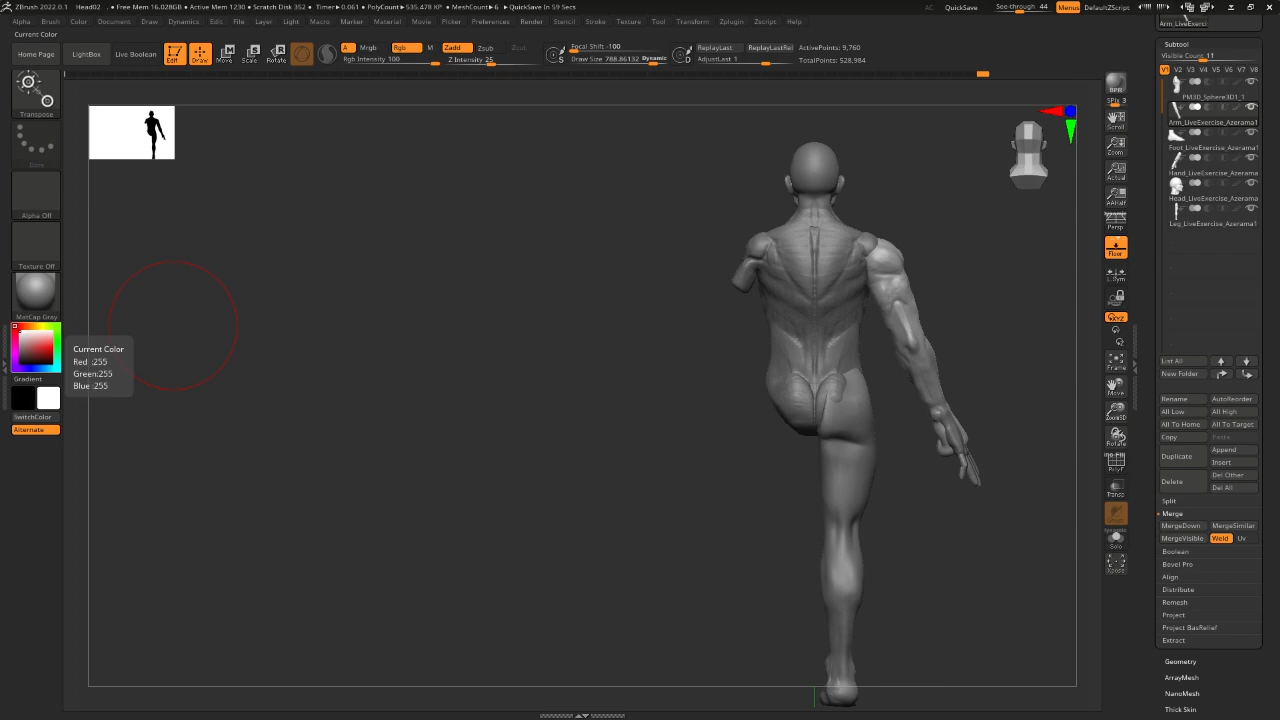 ZBrush 2022.0.1 Head02 • Free Mem 16.028GB • Active Mem 1230 • Scratch Disk 352 • Timer▸0.061 • PolyCount▸535.478 KP • MeshCount▸6 • QuickSave In 59 Secs AC QuickSave See-through 44 Menus DefaultZScript
Alpha Brush Color Document Draw Dynamics Edit File Layer Light Macro Marker Material Movie Picker Preferences Render Stencil Stroke Texture Tool Transform Zplugin Zscript Help
Current Color
Home Page LightBox Live Boolean Edit Draw Move Scale Rotate
A Mrgb Rgb M Zadd Zsub Zcut
Rgb Intensity 100 Z Intensity 25
S Focal Shift -100
Draw Size 788.86132 Dynamic
D ReplayLast ReplayLastRel
AdjustLast 1
ActivePoints: 9,760
TotalPoints: 528,984
Transpose
Dots
Alpha Off
Texture Off
MatCap Gray
Gradient
SwitchColor
Alternate
Current Color
Red :255
Green:255
Blue :255
BPR
SPix 3
Scroll
Zoom
Actual
AAHalf
Dynamic
Persp
Floor
L.Sym
XYZ
Frame
Move
Zoom3D
Rotate
PolyF
Transp
Dynamic
Solo
Xpose
Arm_LiveExerci
Subtool
Visible Count 11
V1 V2 V3 V4 V5 V6 V7 V8
PM3D_Sphere3D1_1
Arm_LiveExercise_Azerama1
Foot_LiveExercise_Azerama1
Hand_LiveExercise_Azerama
Head_LiveExercise_Azerama
Leg_LiveExercise_Azerama1
List All
New Folder
Rename AutoReorder
All Low All High
All To Home All To Target
Copy Paste
Duplicate Append
Insert
Delete Del Other
Del All
Split
Merge
MergeDown MergeSimilar
MergeVisible Weld Uv
Boolean
Bevel Pro
Align
Distribute
Remesh
Project
Project BasRelief
Extract
Geometry
ArrayMesh
NanoMesh
Thick Skin